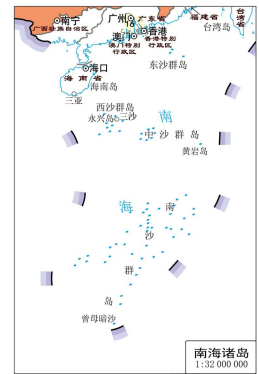 南宁
广西壮族自治区
广州
广东省
福建省
台湾省
台湾岛
澳门
香港
香港特别
行政区
澳门特别
行政区
东沙群岛
海口
海南省
海南岛
三亚
西沙群岛
永兴岛
三沙
南
中沙群岛
黄岩岛
海
南
沙
群
岛
曾母暗沙
南海诸岛
1:32 000 000